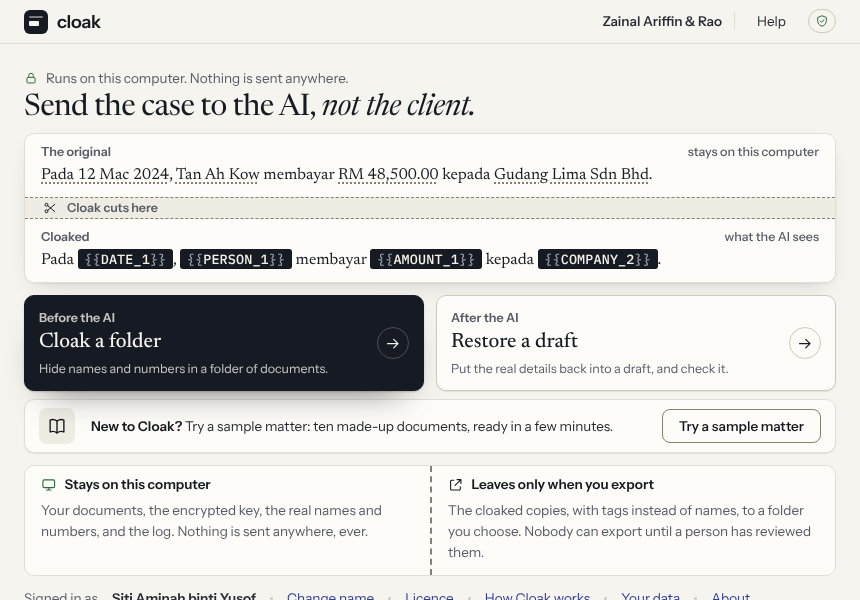 cloak
Zainal Ariffin & Rao
Help
Runs on this computer. Nothing is sent anywhere.
Send the case to the AI, not the client.
The original
stays on this computer
Pada 12 Mac 2024, Tan Ah Kow membayar RM 48,500.00 kepada Gudang Lima Sdn Bhd.
Cloak cuts here
Cloaked
what the AI sees
Pada {{DATE_1}}, {{PERSON_1}} membayar {{AMOUNT_1}} kepada {{COMPANY_2}}.
Before the AI
Cloak a folder
Hide names and numbers in a folder of documents.
After the AI
Restore a draft
Put the real details back into a draft, and check it.
New to Cloak? Try a sample matter: ten made-up documents, ready in a few minutes.
Try a sample matter
Stays on this computer
Your documents, the encrypted key, the real names and
numbers, and the log. Nothing is sent anywhere, ever.
Leaves only when you export
The cloaked copies, with tags instead of names, to a folder
you choose. Nobody can export until a person has reviewed
them.
Signed in as Siti Aminah binti Yusof • Change name • Licence • How Cloak works • Your data • About